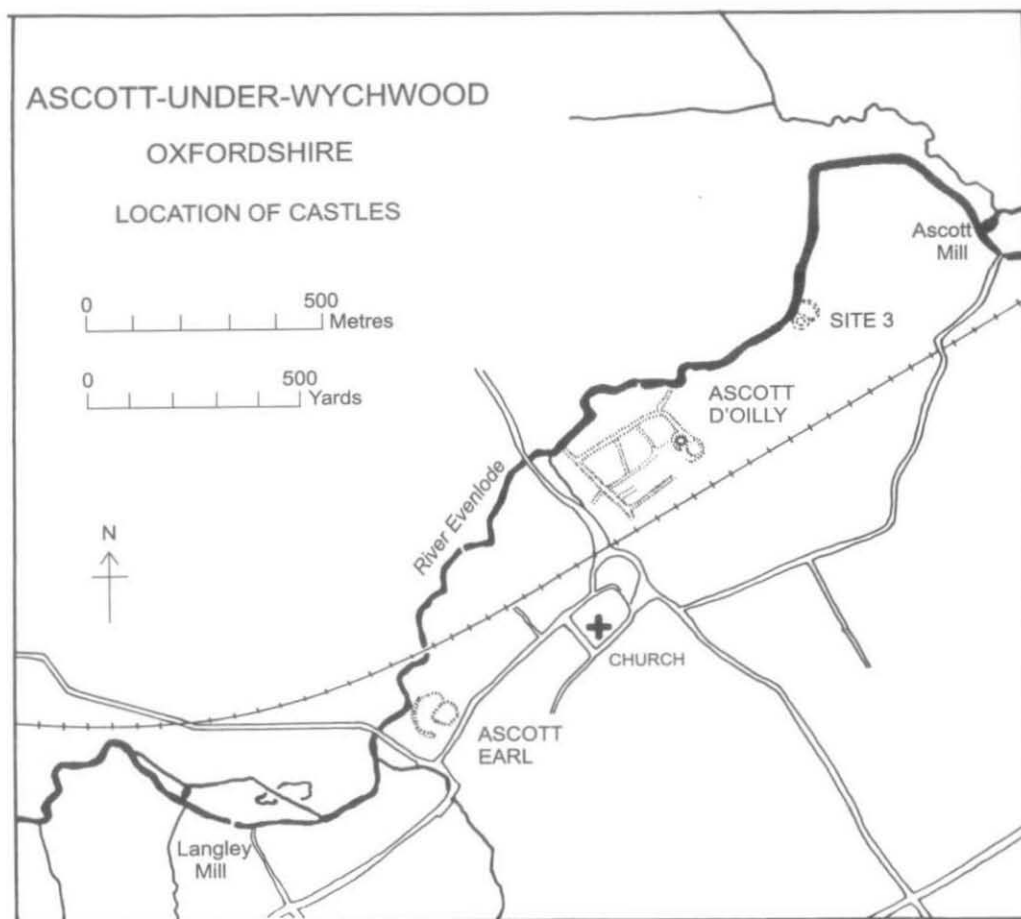 ASCOTT-UNDER-WYCHWOOD
OXFORDSHIRE
LOCATION OF CASTLES
0 500
Metres
0 500
Yards
N
River Evenlode
Ascott
Mill
SITE 3
ASCOTT
D'OILLY
CHURCH
ASCOTT
EARL
Langley
Mill